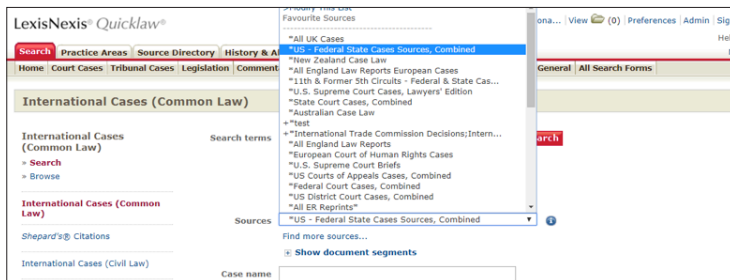 >Modify This List
LexisNexis® Quicklaw®
Favourite Sources
View (0) | Preferences | Admin
"All UK Cases
Search Practice Areas Source Directory
"US - Federal State Cases Sources, Combined
"New Zealand Case Law
Home Court Cases Tribunal Cases Legislation
"All England Law Reports European Cases
General All Search Forms
"11th & Former 5th Circuits - Federal & State Cas...
"U.S. Supreme Court Cases, Lawyers' Edition
International Cases (Common Law)
"State Court Cases, Combined
"Australian Case Law
+"test
International Cases (Common Law)
Search terms
+"International Trade Commission Decisions;Intern...
"All England Law Reports
» Search
"European Court of Human Rights Cases
» Browse
"U.S. Supreme Court Briefs
"US Courts of Appeals Cases, Combined
"Federal Court Cases, Combined
International Cases (Common Law)
"US District Court Cases, Combined
"All ER Reprints"
Sources
"US - Federal State Cases Sources, Combined
Shepard's® Citations
Find more sources...
Show document segments
International Cases (Civil Law)
Case name